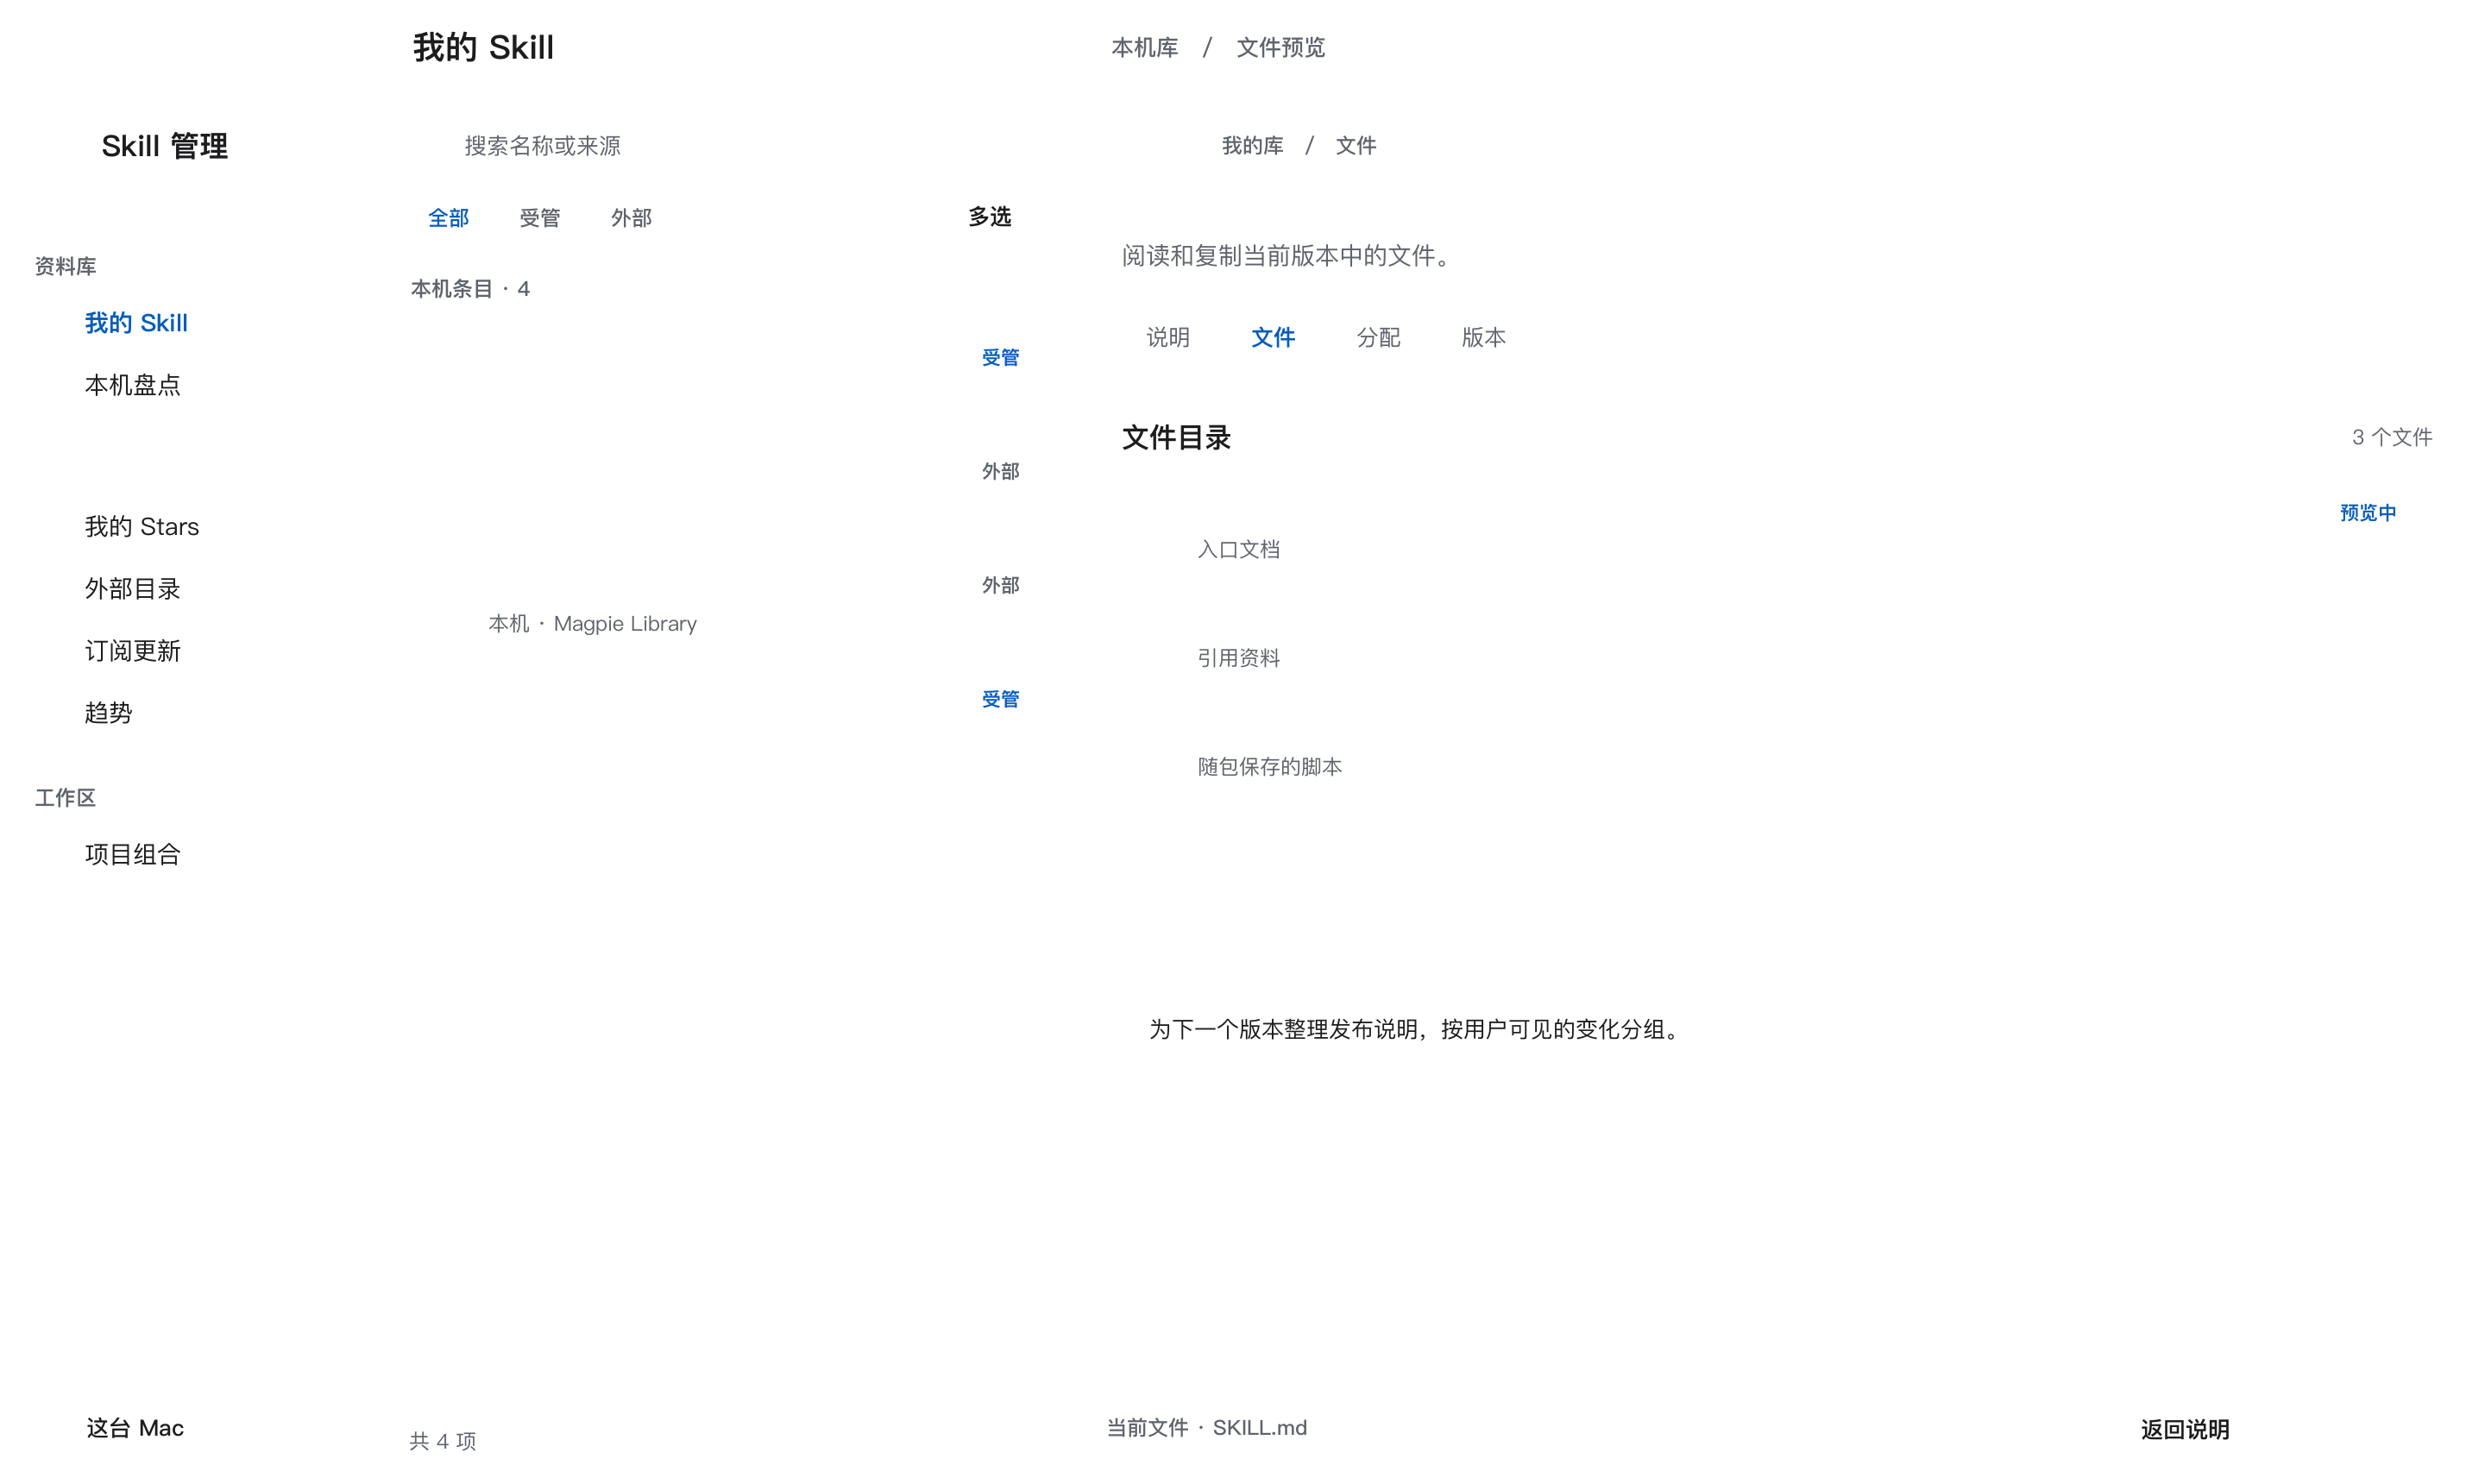 我的 Skill
本机库 / 文件预览
Skill 管理
搜索名称或来源
我的库 / 文件
全部
受管
外部
多选
阅读和复制当前版本中的文件。
资料库
本机条目 · 4
我的 Skill
说明
文件
分配
版本
受管
本机盘点
文件目录
3 个文件
外部
预览中
我的 Stars
入口文档
外部目录
外部
本机 · Magpie Library
订阅更新
引用资料
受管
趋势
随包保存的脚本
工作区
项目组合
为下一个版本整理发布说明，按用户可见的变化分组。
这台 Mac
共 4 项
当前文件 · SKILL.md
返回说明